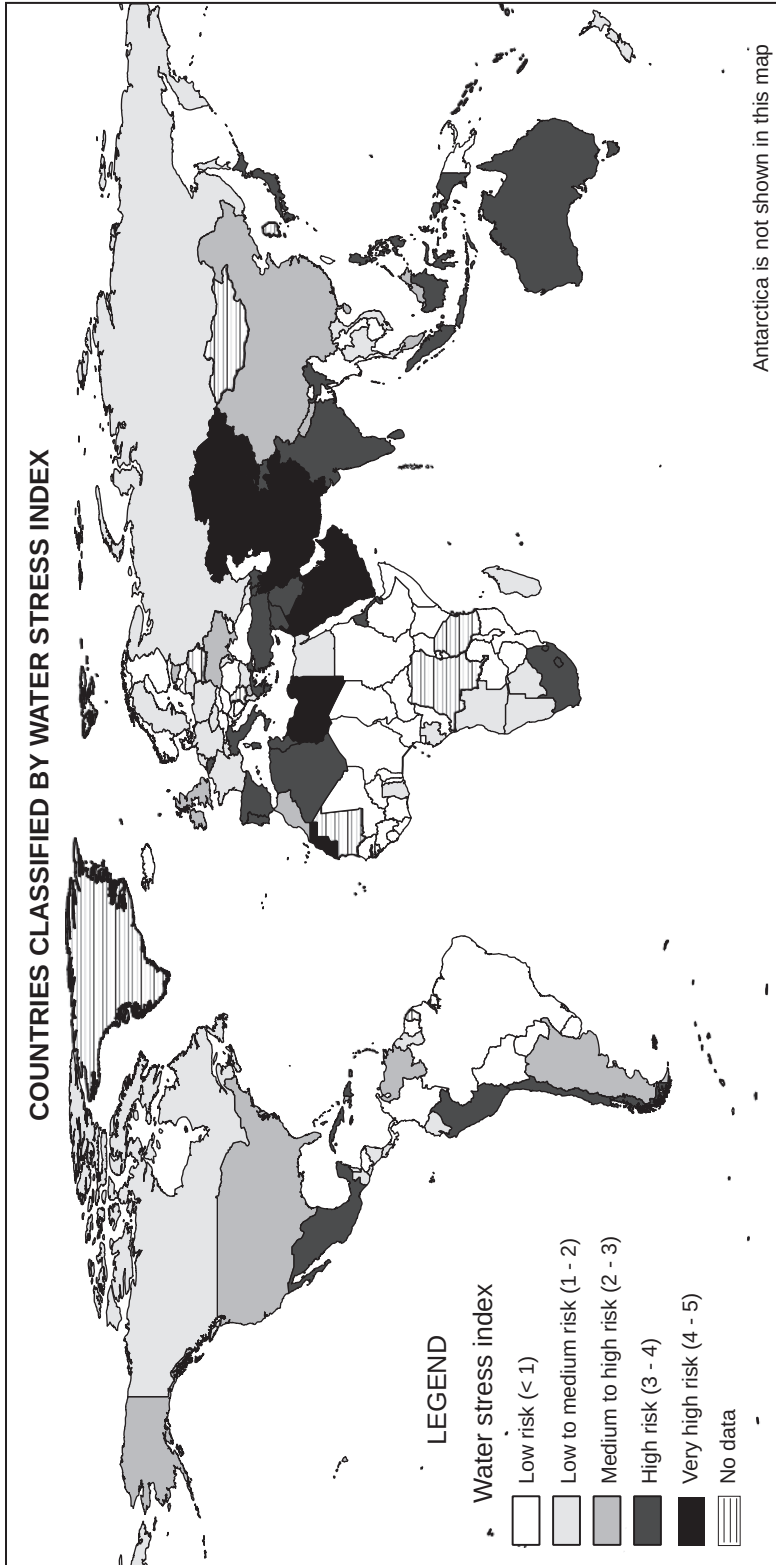 COUNTRIES CLASSIFIED BY WATER STRESS INDEX
LEGEND
Water stress index
Low risk (< 1)
Low to medium risk (1 - 2)
Medium to high risk (2 - 3)
High risk (3 - 4)
Very high risk (4 - 5)
No data
Antarctica is not shown in this map